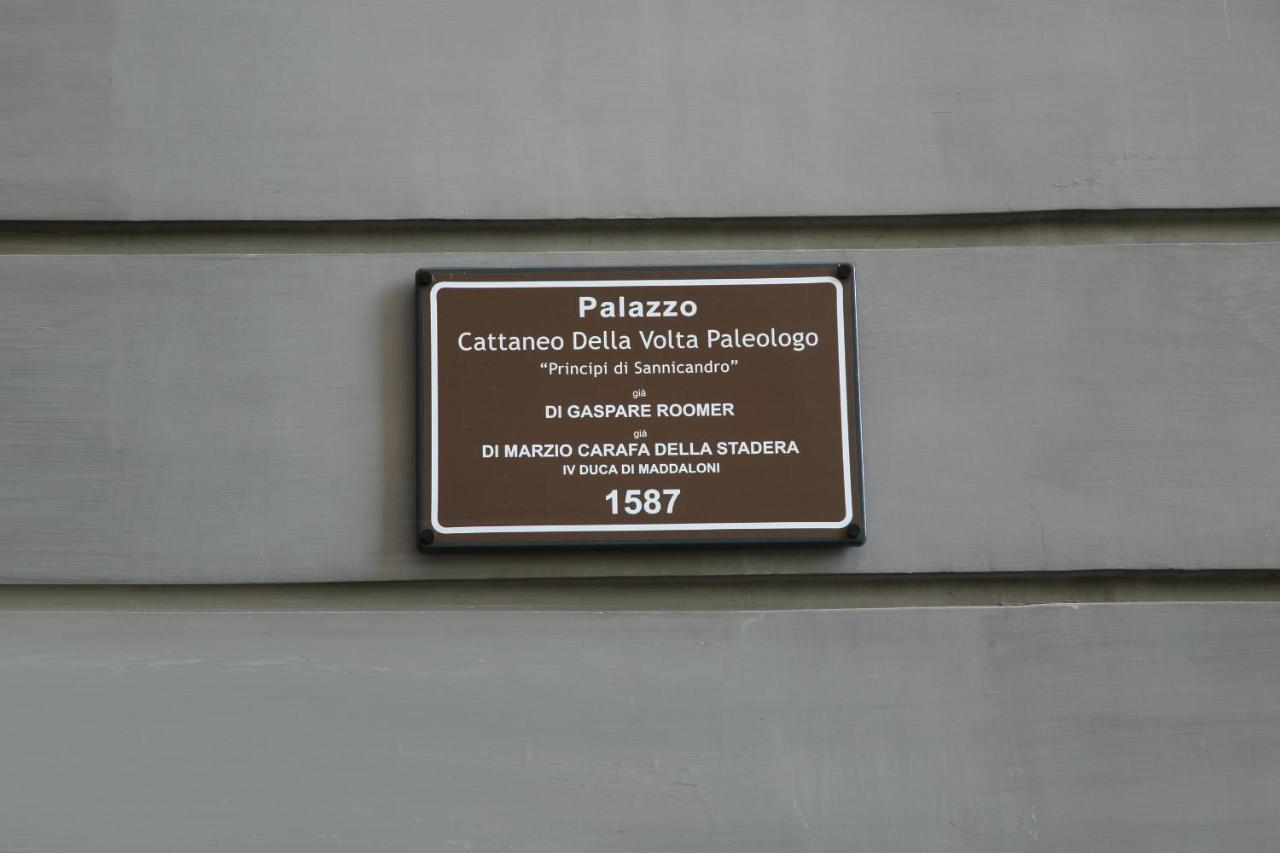 Palazzo
Cattaneo Della Volta Paleologo
“Principi di Sannicandro”
già
DI GASPARE ROOMER
già
DI MARZIO CARAFA DELLA STADERA
IV DUCA DI MADDALONI
1587